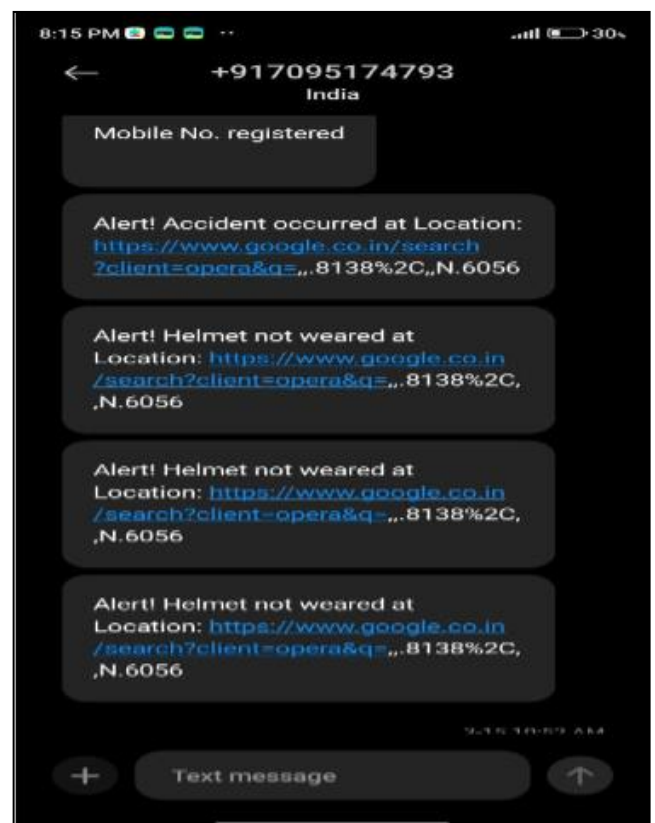 8:15 PM
30%
+917095174793
India
Mobile No. registered
Alert! Accident occurred at Location:
https://www.google.co.in/search
?client=opera&q=,,.8138%2C,,N.6056
Alert! Helmet not weared at
Location: https://www.google.co.in
/search?client=opera&q=,,.8138%2C,
,N.6056
Alert! Helmet not weared at
Location: https://www.google.co.in
/search?client=opera&q=,,.8138%2C,
,N.6056
Alert! Helmet not weared at
Location: https://www.google.co.in
/search?client=opera&q=,,.8138%2C,
,N.6056
AM
Text message